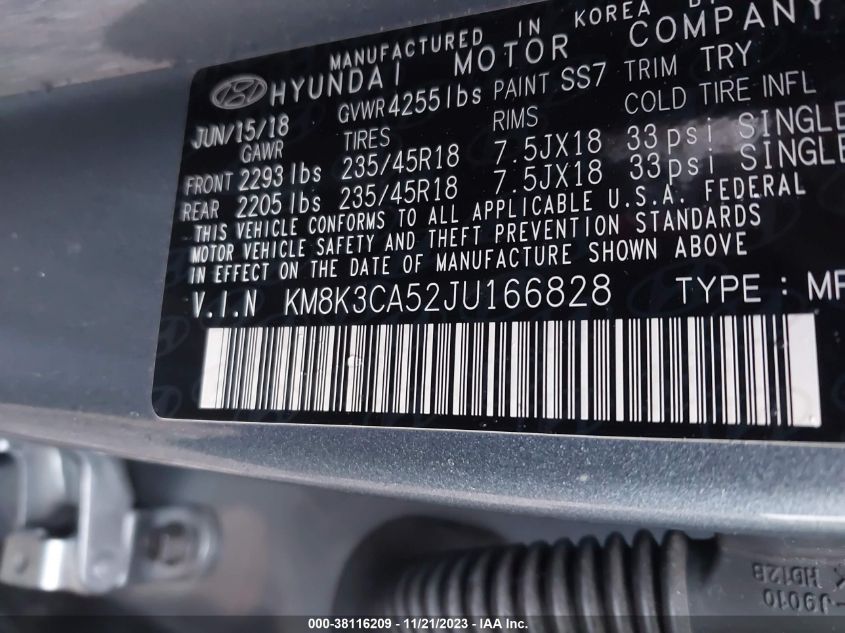 MANUFACTURED IN KOREA
HYUNDAI MOTOR COMPANY
JUN/15/18 GVWR 4255 lbs PAINT SS7 TRIM TRY
GAWR TIRES RIMS COLD TIRE INFL
FRONT 2293 lbs 235/45R18 7.5JX18 33 psi SINGLE
REAR 2205 lbs 235/45R18 7.5JX18 33 psi SINGLE
THIS VEHICLE CONFORMS TO ALL APPLICABLE U.S.A. FEDERAL
MOTOR VEHICLE SAFETY AND THEFT PREVENTION STANDARDS
IN EFFECT ON THE DATE OF MANUFACTURE SHOWN ABOVE
V.I.N KM8K3CA52JU166828 TYPE : MP
J9010
HD12B
000-38116209 - 11/21/2023 - IAA Inc.